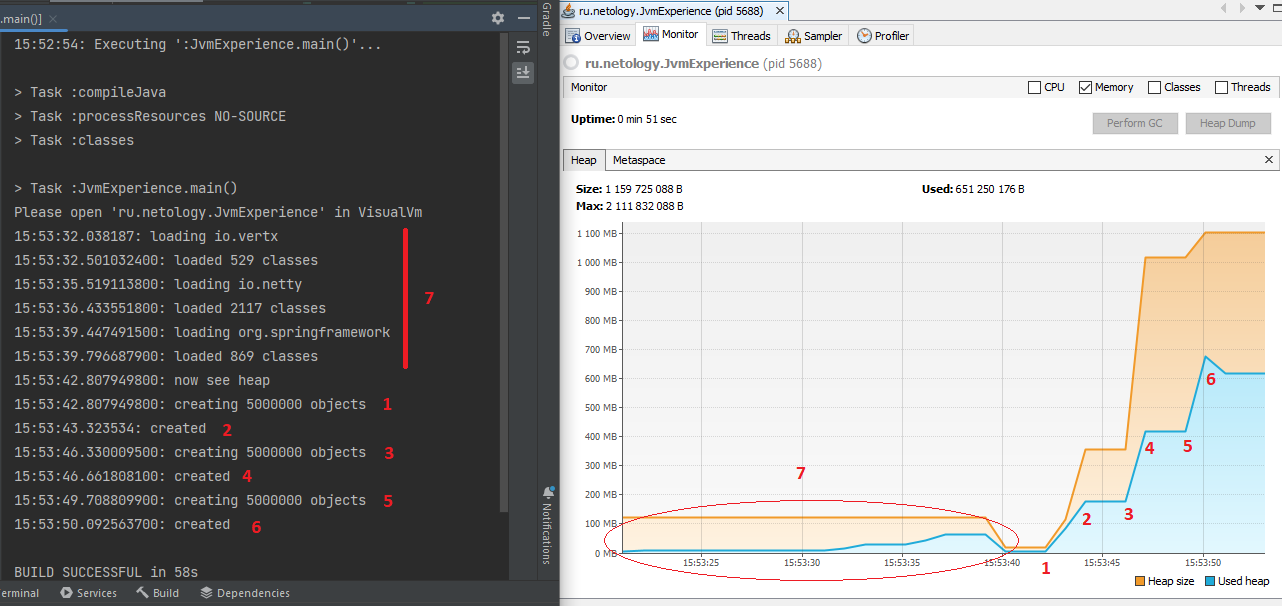 .main()]
15:52:54: Executing ':JvmExperience.main()'...
> Task :compileJava
> Task :processResources NO-SOURCE
> Task :classes
> Task :JvmExperience.main()
Please open 'ru.netology.JvmExperience' in VisualVm
15:53:32.038187: loading io.vertx
15:53:32.501032400: loaded 529 classes
15:53:35.519113800: loading io.netty
15:53:36.433551800: loaded 2117 classes
7
15:53:39.447491500: loading org.springframework
15:53:39.796687900: loaded 869 classes
15:53:42.807949800: now see heap
15:53:42.807949800: creating 5000000 objects 1
15:53:43.323534: created 2
15:53:46.330009500: creating 5000000 objects 3
15:53:46.661808100: created 4
15:53:49.708809900: creating 5000000 objects 5
15:53:50.092563700: created 6
BUILD SUCCESSFUL in 58s
erminal Services Build Dependencies
Gradle
Notifications
ru.netology.JvmExperience (pid 5688)
Overview Monitor Threads Sampler Profiler
ru.netology.JvmExperience (pid 5688)
Monitor CPU Memory Classes Threads
Uptime: 0 min 51 sec Perform GC Heap Dump
Heap Metaspace
Size: 1 159 725 088 B Used: 651 250 176 B
Max: 2 111 832 088 B
1 100 MB
1 000 MB
900 MB
800 MB
700 MB
600 MB
500 MB
400 MB
300 MB
200 MB
100 MB
0 MB
7
1
2
3
4
5
6
15:53:25 15:53:30 15:53:35 15:53:40 15:53:45 15:53:50
Heap size Used heap